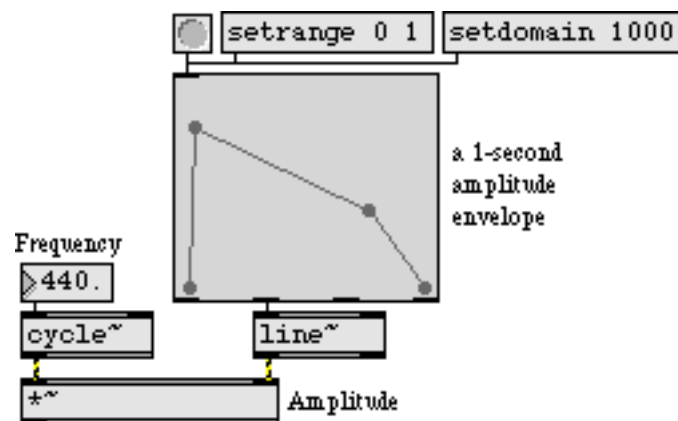 setrange 0 1
setdomain 1000
a 1-second
amplitude
envelope
Frequency
440.
cycle~
line~
*~
Amplitude